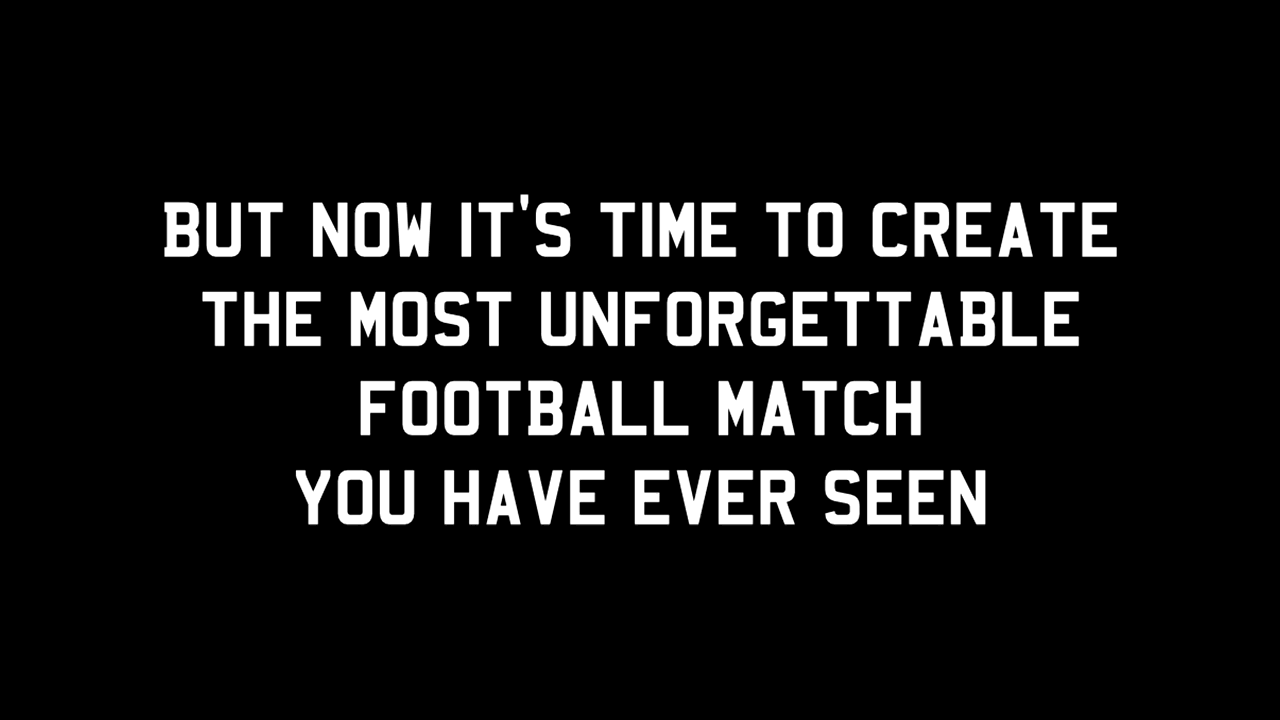 BUT NOW IT'S TIME TO CREATE
THE MOST UNFORGETTABLE
FOOTBALL MATCH
YOU HAVE EVER SEEN